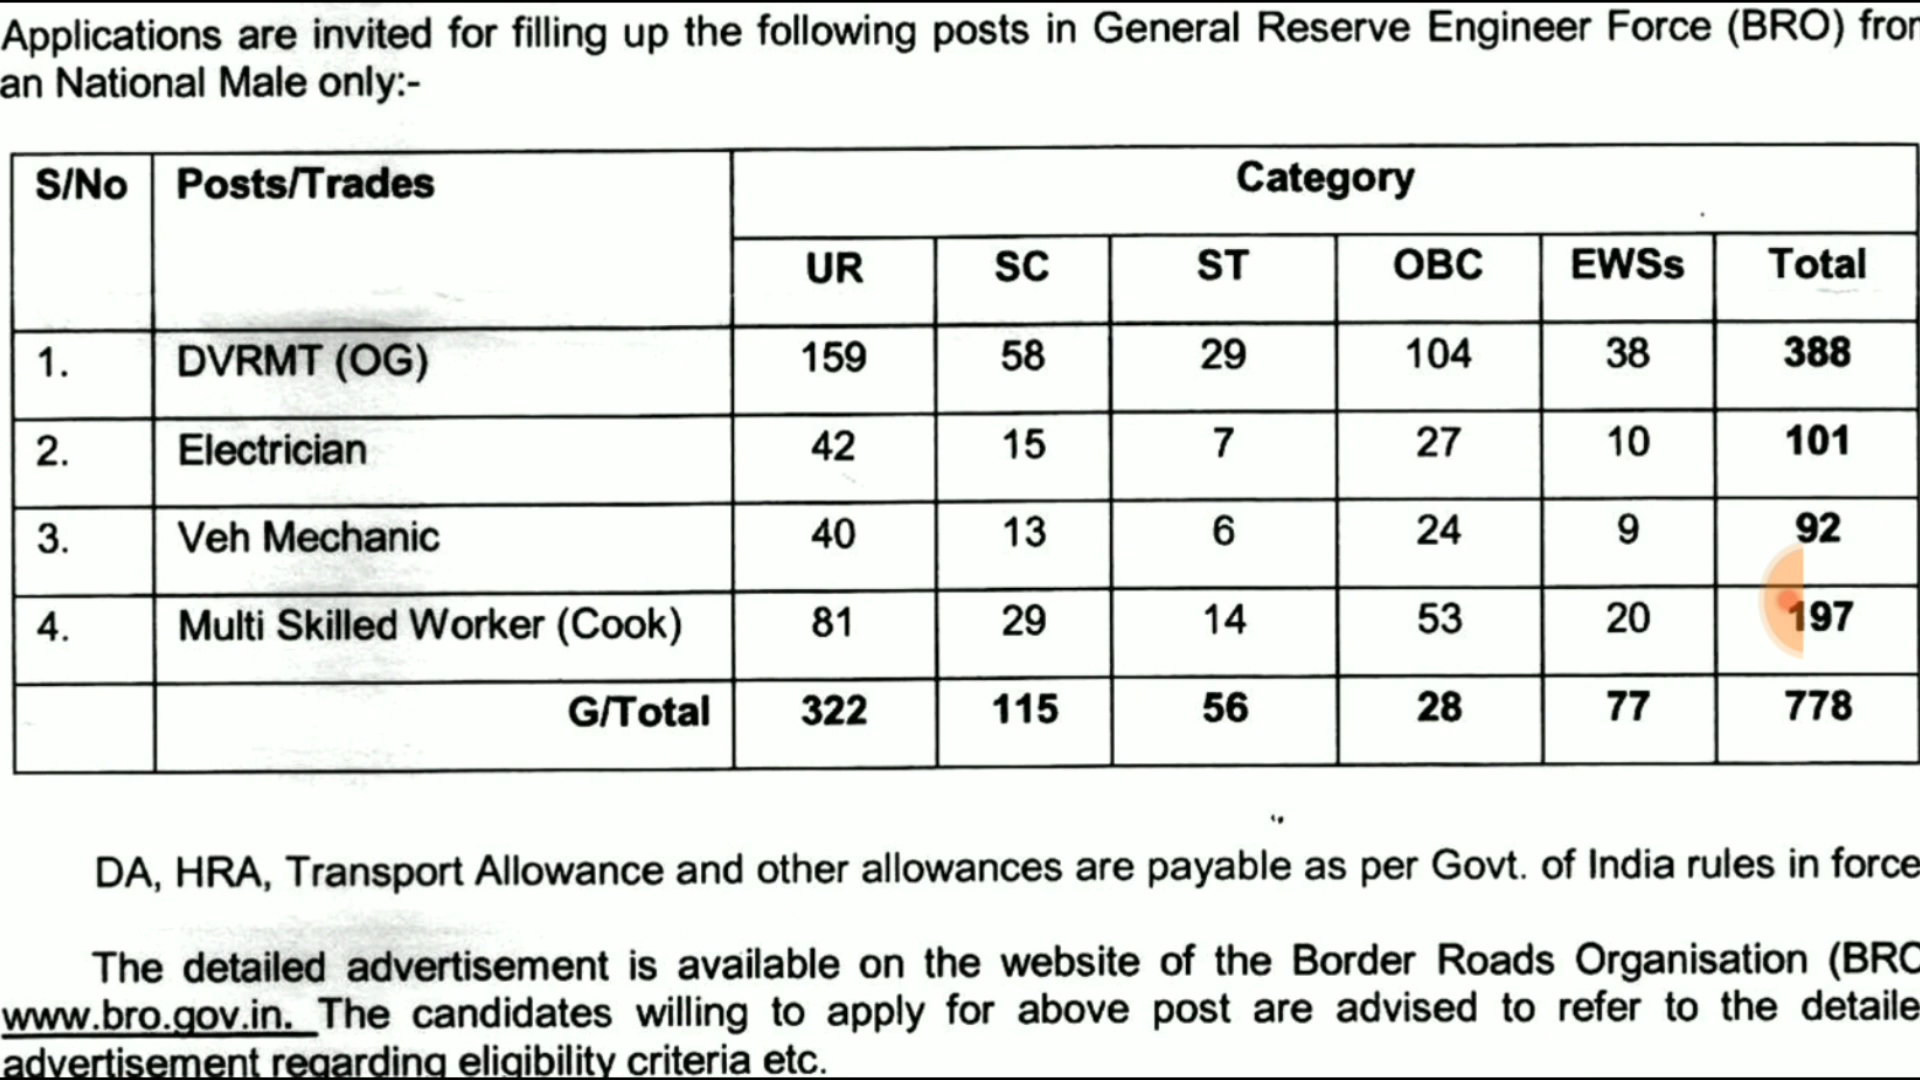 Applications are invited for filling up the following posts in General Reserve Engineer Force (BRO) from
an National Male only:-
S/No Posts/Trades Category
UR SC ST OBC EWSs Total
1. DVRMT (OG) 159 58 29 104 38 388
2. Electrician 42 15 7 27 10 101
3. Veh Mechanic 40 13 6 24 9 92
4. Multi Skilled Worker (Cook) 81 29 14 53 20 197
G/Total 322 115 56 28 77 778
DA, HRA, Transport Allowance and other allowances are payable as per Govt. of India rules in force
The detailed advertisement is available on the website of the Border Roads Organisation (BRO
www.bro.gov.in. The candidates willing to apply for above post are advised to refer to the detaile
advertisement regarding eligibility criteria etc.